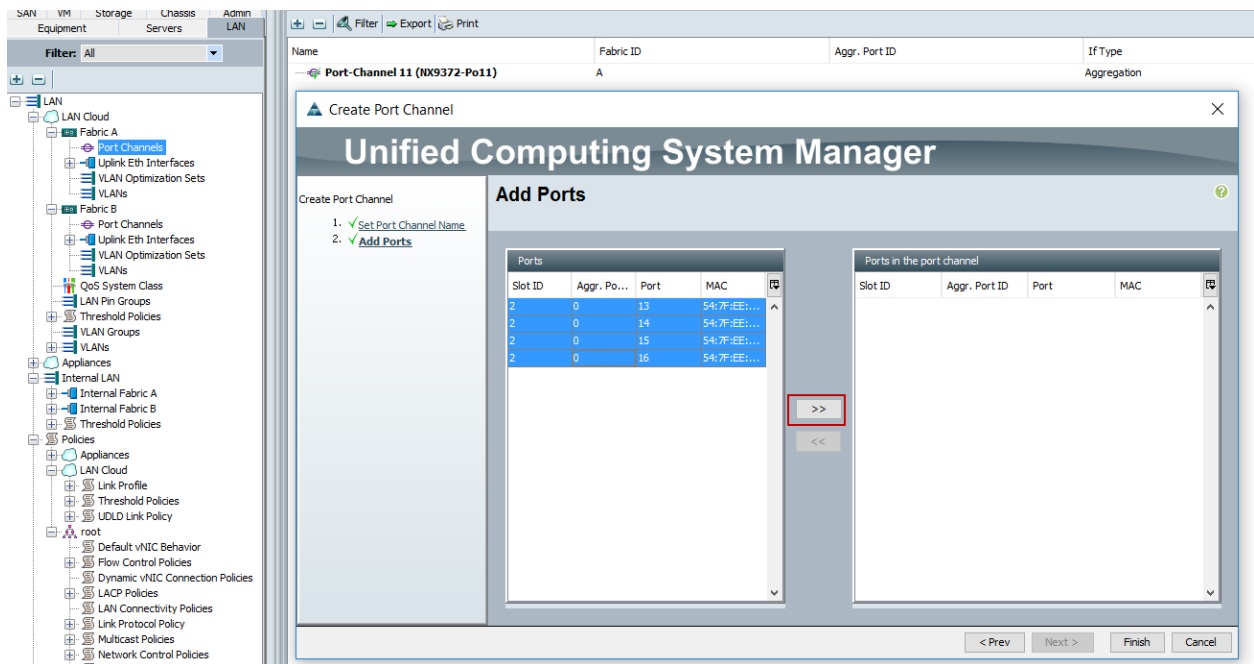 SAN VM Storage Chassis Admin
Equipment Servers LAN
Filter: All
LAN
LAN Cloud
Fabric A
Port Channels
Uplink Eth Interfaces
VLAN Optimization Sets
VLANs
Fabric B
Port Channels
Uplink Eth Interfaces
VLAN Optimization Sets
VLANs
QoS System Class
LAN Pin Groups
Threshold Policies
VLAN Groups
VLANs
Appliances
Internal LAN
Internal Fabric A
Internal Fabric B
Threshold Policies
Policies
Appliances
LAN Cloud
Link Profile
Threshold Policies
UDLD Link Policy
root
Default vNIC Behavior
Flow Control Policies
Dynamic vNIC Connection Policies
LACP Policies
LAN Connectivity Policies
Link Protocol Policy
Multicast Policies
Network Control Policies
Filter Export Print
Name Fabric ID Aggr. Port ID If Type
Port-Channel 11 (NX9372-Po11) A Aggregation
Create Port Channel
Unified Computing System Manager
Create Port Channel
1. Set Port Channel Name
2. Add Ports
Add Ports
Ports
Slot ID Aggr. Po... Port MAC
2 0 13 54:7F:EE:...
2 0 14 54:7F:EE:...
2 0 15 54:7F:EE:...
2 0 16 54:7F:EE:...
>>
<<
Ports in the port channel
Slot ID Aggr. Port ID Port MAC
< Prev Next > Finish Cancel